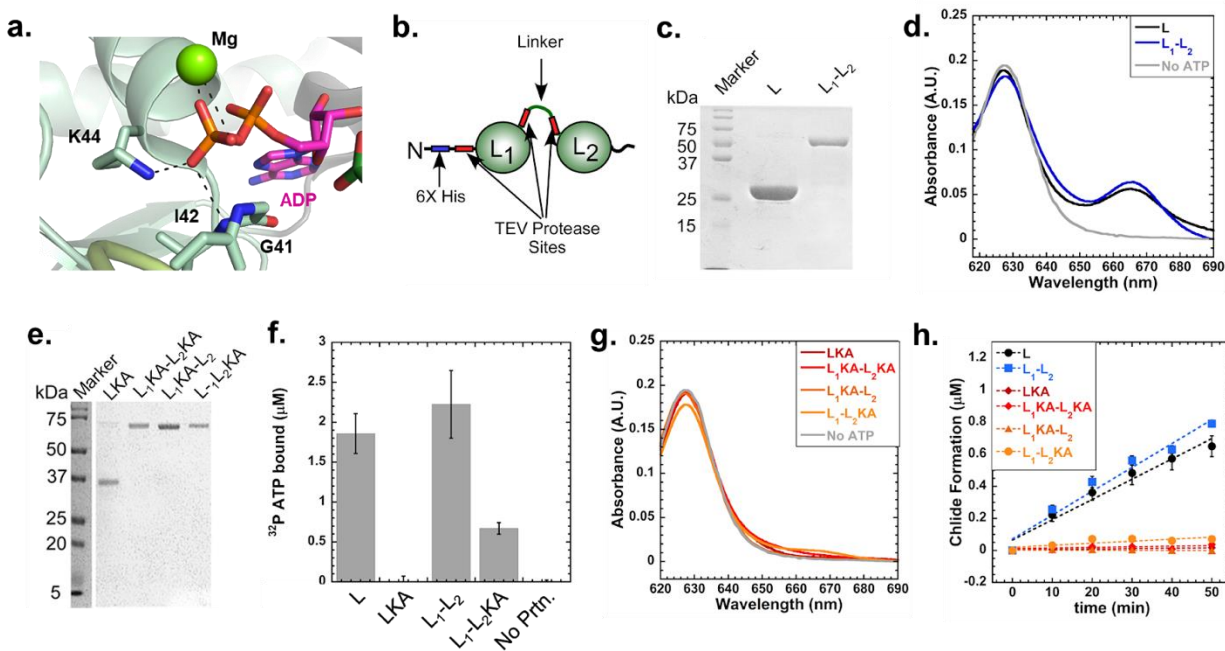 a.
Mg
K44
ADP
I42
G41
b.
Linker
N
L₁
L₂
6X His
TEV Protease
Sites
c.
Marker
L
L₁-L₂
kDa
75
50
37
25
15
d.
L
L₁-L₂
No ATP
Absorbance (A.U.)
0.2
0.15
0.1
0.05
0
620 630 640 650 660 670 680 690
Wavelength (nm)
e.
Marker
LKA
L₁KA-L₂KA
L₁KA-L₂
L-₁L₂KA
kDa
75
50
37
25
20
5
f.
³²P ATP bound (μM)
3
2.5
2
1.5
1
0.5
0
L
LKA
L₁-L₂
L₁-L₂KA
No Prtn.
g.
LKA
L₁KA-L₂KA
L₁KA-L₂
L₁-L₂KA
No ATP
Absorbance (A.U.)
0.25
0.2
0.15
0.1
0.05
0
620 630 640 650 660 670 680 690
Wavelength (nm)
h.
L
L₁-L₂
LKA
L₁KA-L₂KA
L₁KA-L₂
L₁-L₂KA
Chlide Formation (μM)
1.2
1
0.8
0.6
0.4
0.2
0
-0.2
0 10 20 30 40 50
time (min)